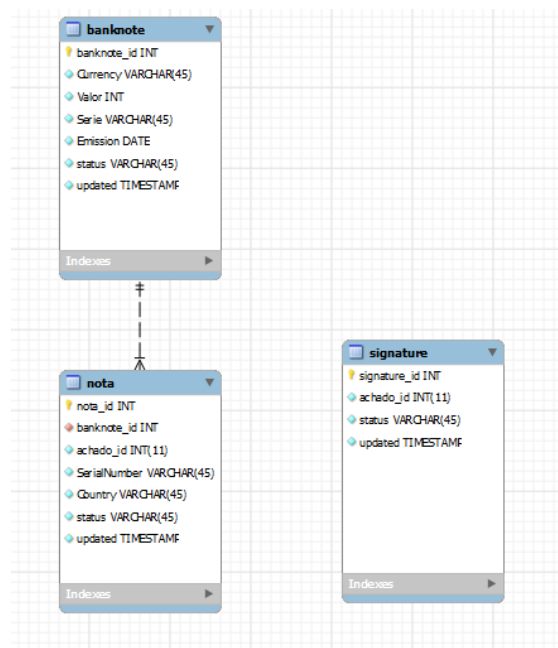 banknote
banknote_id INT
Currency VARCHAR(45)
Valor INT
Serie VARCHAR(45)
Emission DATE
status VARCHAR(45)
updated TIMESTAMP
Indexes
nota
nota_id INT
banknote_id INT
achado_id INT(11)
SerialNumber VARCHAR(45)
Country VARCHAR(45)
status VARCHAR(45)
updated TIMESTAMP
Indexes
signature
signature_id INT
achado_id INT(11)
status VARCHAR(45)
updated TIMESTAMP
Indexes